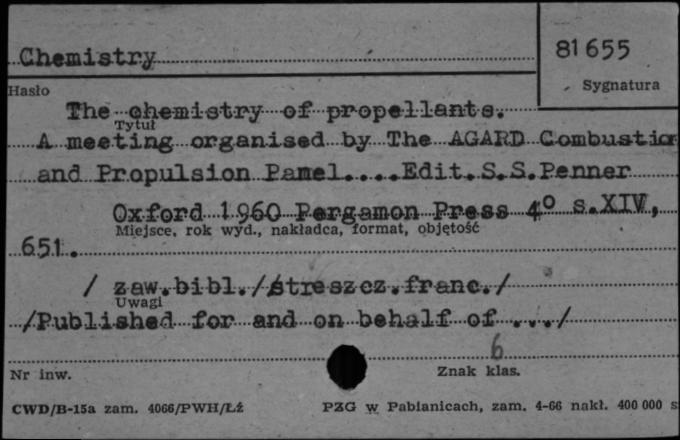 Chemistry
81655
Hasło
Sygnatura
The chemistry of propellants.
Tytuł
A meeting organised by The AGARD Combustion
and Propulsion Panel....Edit.S.S.Penner
Oxford 1960 Pergamon Press 4° s.XIV,
Miejsce, rok wyd., nakładca, format, objętość
651.
/ zaw.bibl./streszcz.franc./
Uwagi
/Published for and on behalf of .../
6
Nr inw.
Znak klas.
CWD/B-15a zam. 4066/PWH/Łź
PZG w Pabianicach, zam. 4-66 nakł. 400 000 s